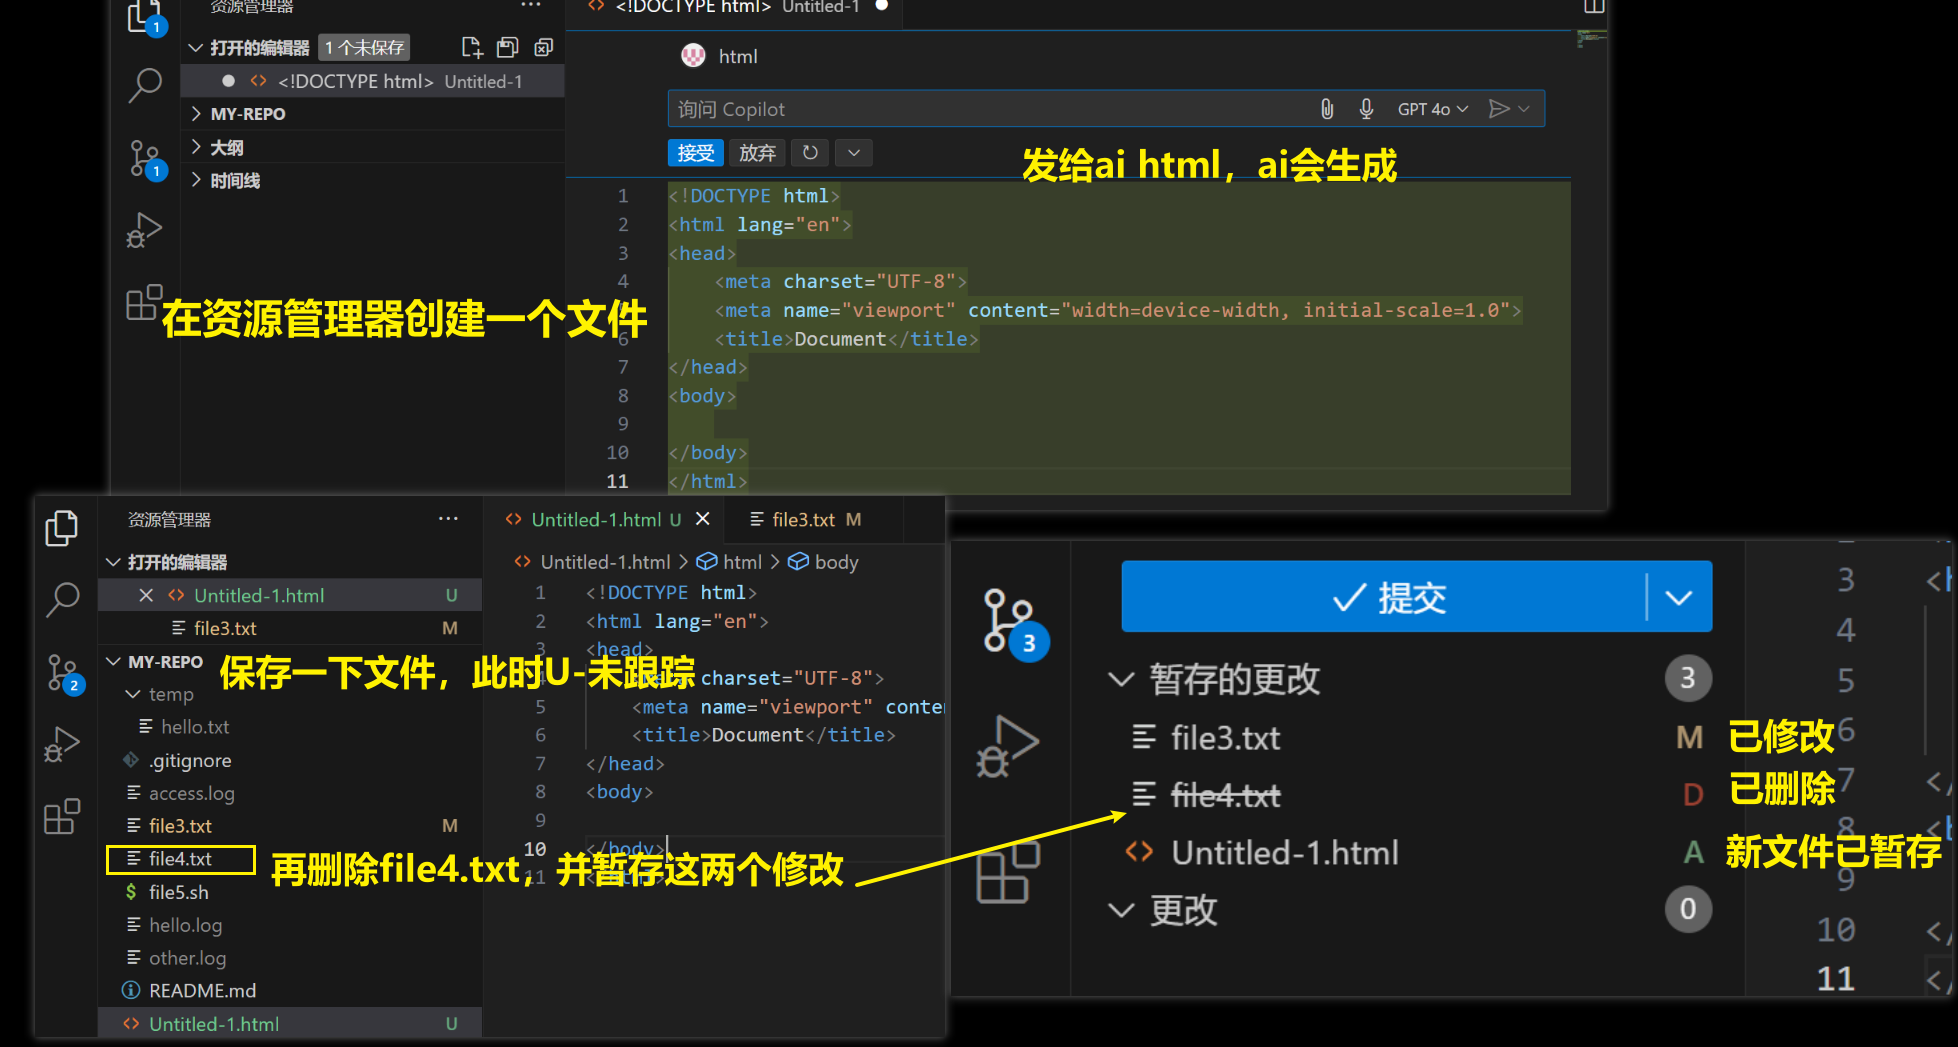 资源管理器 ···
<!DOCTYPE html> Untitled-1
1
打开的编辑器 1 个未保存
<!DOCTYPE html> Untitled-1
MY-REPO
大纲
时间线
1
html
询问 Copilot GPT 4o
接受 放弃
发给ai html，ai会生成
1 <!DOCTYPE html>
2 <html lang="en">
3 <head>
4 <meta charset="UTF-8">
<meta name="viewport" content="width=device-width, initial-scale=1.0">
6 <title>Document</title>
7 </head>
8 <body>
9
10 </body>
11 </html>
在资源管理器创建一个文件
资源管理器 ···
打开的编辑器
Untitled-1.html U
file3.txt M
MY-REPO
temp
hello.txt
.gitignore
access.log
file3.txt M
file4.txt
$ file5.sh
hello.log
other.log
README.md
Untitled-1.html U
2
Untitled-1.html U file3.txt M
Untitled-1.html > html > body
1 <!DOCTYPE html>
2 <html lang="en">
3 <head>
charset="UTF-8">
5 <meta name="viewport" conte
6 <title>Document</title>
7 </head>
8 <body>
9
10 </body>
11
保存一下文件，此时U-未跟踪
再删除file4.txt，并暂存这两个修改
3
提交
暂存的更改 3
file3.txt M 已修改
file4.txt D 已删除
Untitled-1.html A 新文件已暂存
更改 0
3 <h
4
5
6
7 </
8 <b
9
10 </
11 </